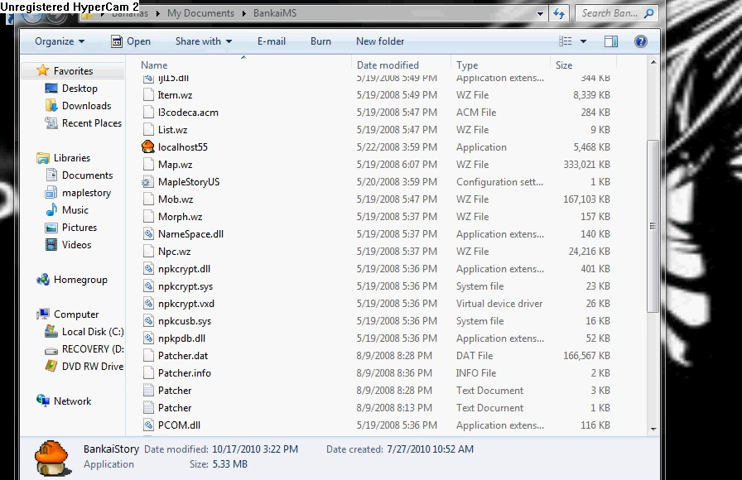 Unregistered HyperCam 2
Bananas › My Documents › BankaiMS
Search Ban...
Organize Open Share with E-mail Burn New folder
Name Date modified Type Size
Favorites
Desktop
Downloads
Recent Places
Libraries
Documents
maplestory
Music
Pictures
Videos
Homegroup
Computer
Local Disk (C:)
RECOVERY (D:
DVD RW Drive
Network
ijl15.dll 5/19/2008 5:49 PM Application extens... 344 KB
Item.wz 5/19/2008 5:49 PM WZ File 8,339 KB
l3codeca.acm 5/19/2008 5:47 PM ACM File 284 KB
List.wz 5/19/2008 5:47 PM WZ File 9 KB
localhost55 5/22/2008 3:59 PM Application 5,468 KB
Map.wz 5/19/2008 6:07 PM WZ File 333,021 KB
MapleStoryUS 5/20/2008 3:59 PM Configuration sett... 1 KB
Mob.wz 5/19/2008 5:47 PM WZ File 167,103 KB
Morph.wz 5/19/2008 5:47 PM WZ File 157 KB
NameSpace.dll 5/19/2008 5:36 PM Application extens... 140 KB
Npc.wz 5/19/2008 5:36 PM WZ File 24,216 KB
npkcrypt.dll 5/19/2008 5:36 PM Application extens... 401 KB
npkcrypt.sys 5/19/2008 5:36 PM System file 23 KB
npkcrypt.vxd 5/19/2008 5:36 PM Virtual device driver 26 KB
npkcusb.sys 5/19/2008 5:36 PM System file 16 KB
npkpdb.dll 5/19/2008 5:36 PM Application extens... 52 KB
Patcher.dat 8/9/2008 8:28 PM DAT File 166,567 KB
Patcher.info 8/9/2008 8:36 PM INFO File 2 KB
Patcher 8/9/2008 8:28 PM Text Document 3 KB
Patcher 8/9/2008 8:13 PM Text Document 1 KB
PCOM.dll 5/19/2008 5:36 PM Application extens... 116 KB
BankaiStory Date modified: 10/17/2010 3:22 PM Date created: 7/27/2010 10:52 AM
Application Size: 5.33 MB